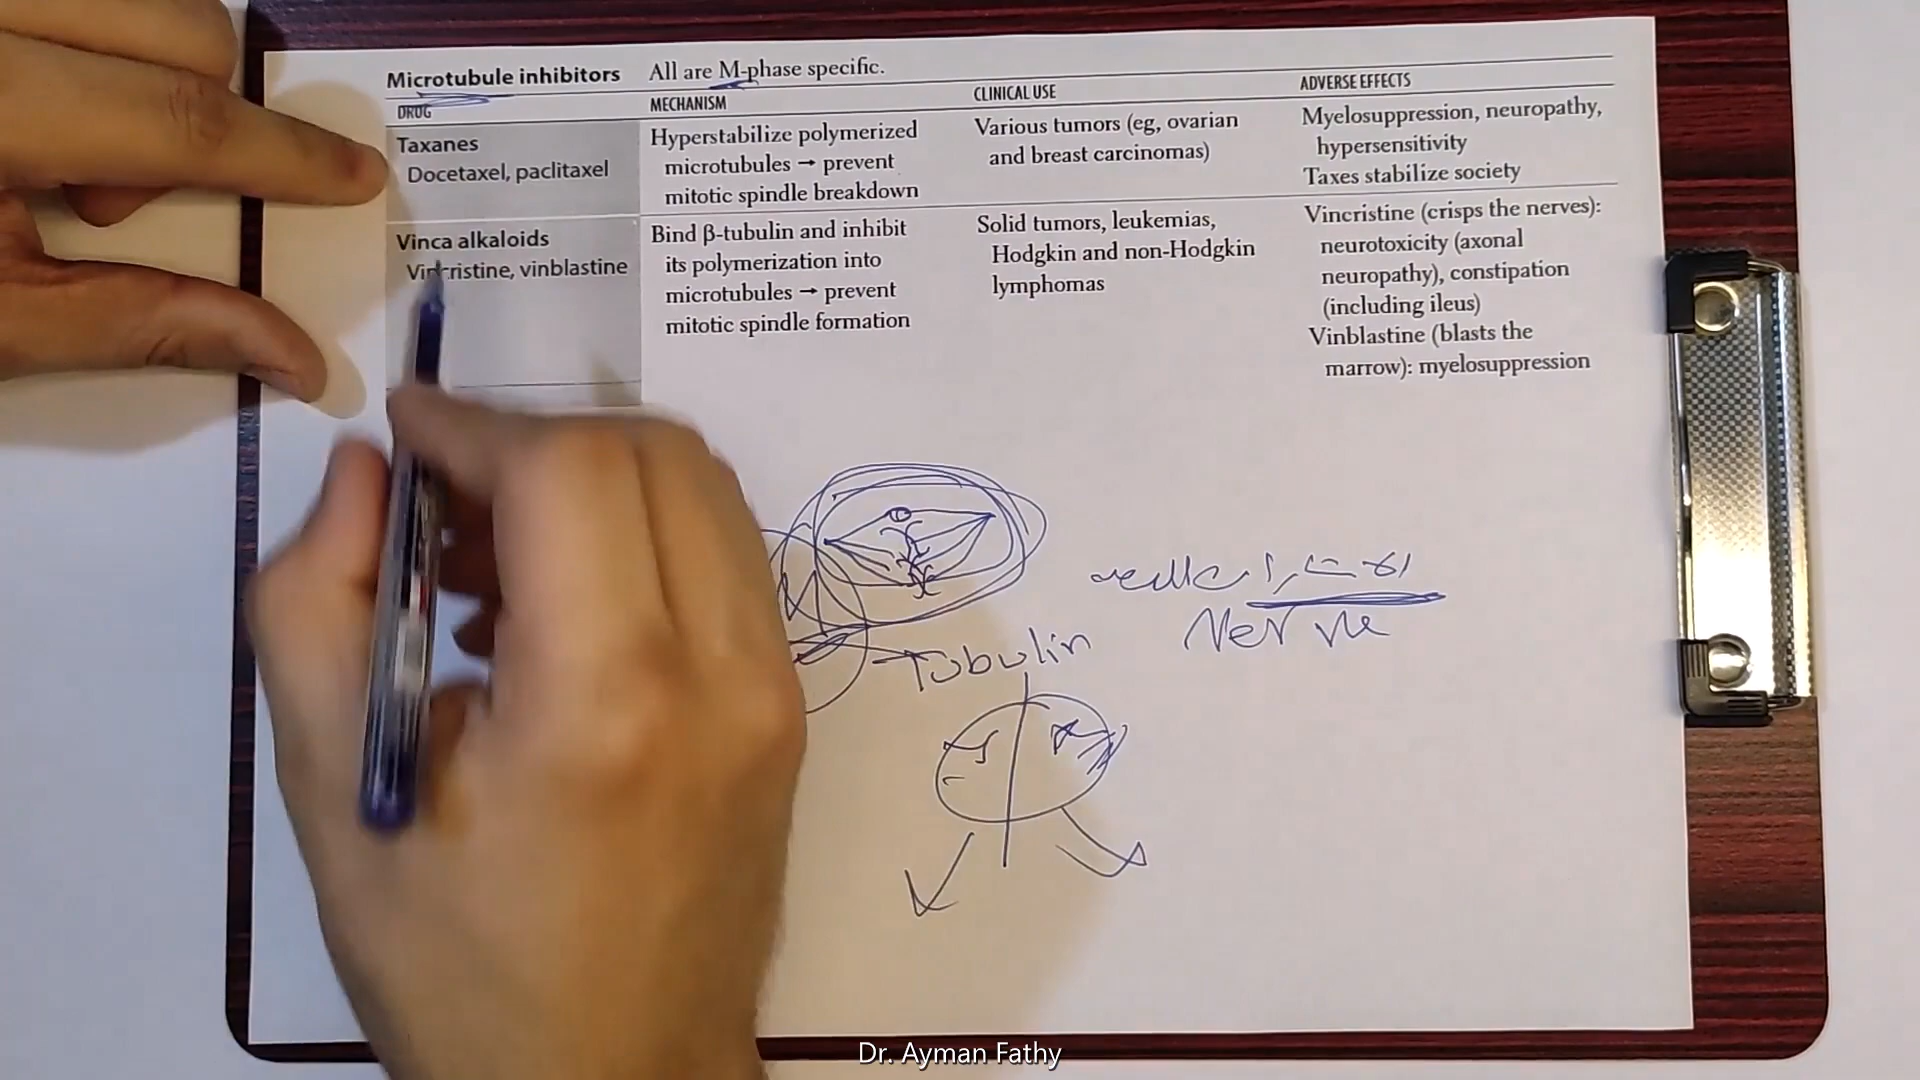 Microtubule inhibitors All are M-phase specific.
DRUG MECHANISM CLINICAL USE ADVERSE EFFECTS
Taxanes
Docetaxel, paclitaxel
Hyperstabilize polymerized
microtubules → prevent
mitotic spindle breakdown
Various tumors (eg, ovarian
and breast carcinomas)
Myelosuppression, neuropathy,
hypersensitivity
Taxes stabilize society
Vinca alkaloids
Vincristine, vinblastine
Bind β-tubulin and inhibit
its polymerization into
microtubules → prevent
mitotic spindle formation
Solid tumors, leukemias,
Hodgkin and non-Hodgkin
lymphomas
Vincristine (crisps the nerves):
neurotoxicity (axonal
neuropathy), constipation
(including ileus)
Vinblastine (blasts the
marrow): myelosuppression
Tubulin
Nerve
Dr. Ayman Fathy